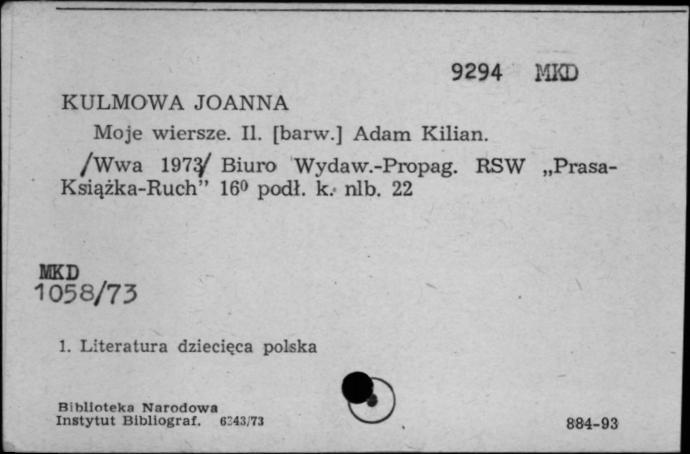 9294 MKD
KULMOWA JOANNA
Moje wiersze. Il. [barw.] Adam Kilian.
/Wwa 1973/ Biuro Wydaw.-Propag. RSW „Prasa-
Książka-Ruch” 16⁰ podł. k. nlb. 22
MKD
1058/73
1. Literatura dziecięca polska
Biblioteka Narodowa
Instytut Bibliograf. 6243/73
884-93